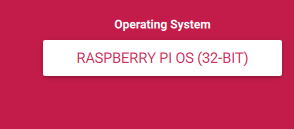 Operating System
RASPBERRY PI OS (32-BIT)